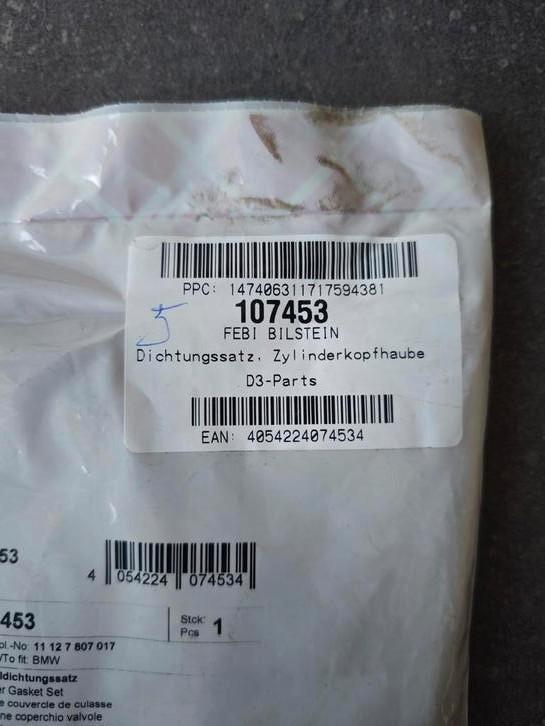 PPC: 147406311717594381
107453
5
FEBI BILSTEIN
Dichtungssatz, Zylinderkopfhaube
D3-Parts
EAN: 4054224074534
53
4 054224 074534
453
Stck:
Pcs 1
ol.-No: 11 12 7 807 017
/To fit: BMW
ldichtungssatz
er Gasket Set
e couvercle de culasse
ne coperchio valvole